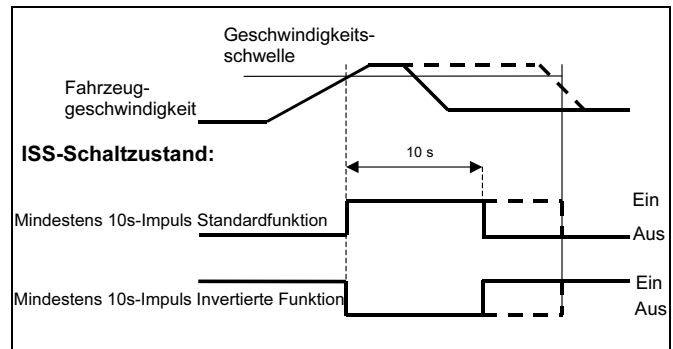 Geschwindigkeits-
schwelle
Fahrzeug-
geschwindigkeit
ISS-Schaltzustand:
10 s
Ein
Mindestens 10s-Impuls Standardfunktion
Aus
Ein
Mindestens 10s-Impuls Invertierte Funktion
Aus